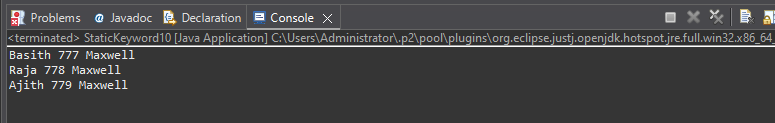 Problems @ Javadoc Declaration Console
<terminated> StaticKeyword10 [Java Application] C:\Users\Administrator\.p2\pool\plugins\org.eclipse.justj.openjdk.hotspot.jre.full.win32.x86_64_
Basith 777 Maxwell
Raja 778 Maxwell
Ajith 779 Maxwell